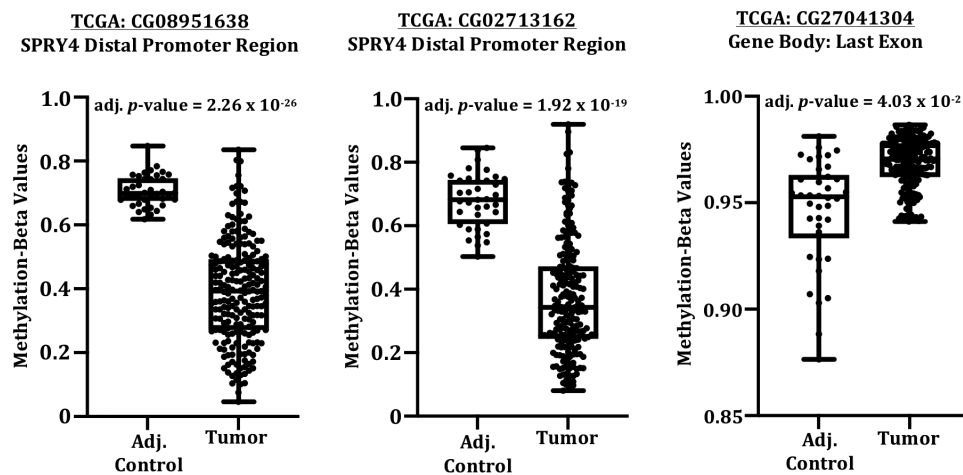 TCGA: CG08951638
SPRY4 Distal Promoter Region
adj. p-value = 2.26 x 10-26
Methylation-Beta Values
1.0
0.8
0.6
0.4
0.2
0
Adj.
Control
Tumor
TCGA: CG02713162
SPRY4 Distal Promoter Region
adj. p-value = 1.92 x 10-19
Methylation-Beta Values
1.0
0.8
0.6
0.4
0.2
0
Adj.
Control
Tumor
TCGA: CG27041304
Gene Body: Last Exon
adj. p-value = 4.03 x 10-2
Methylation-Beta Values
1.00
0.95
0.90
0.85
Adj.
Control
Tumor